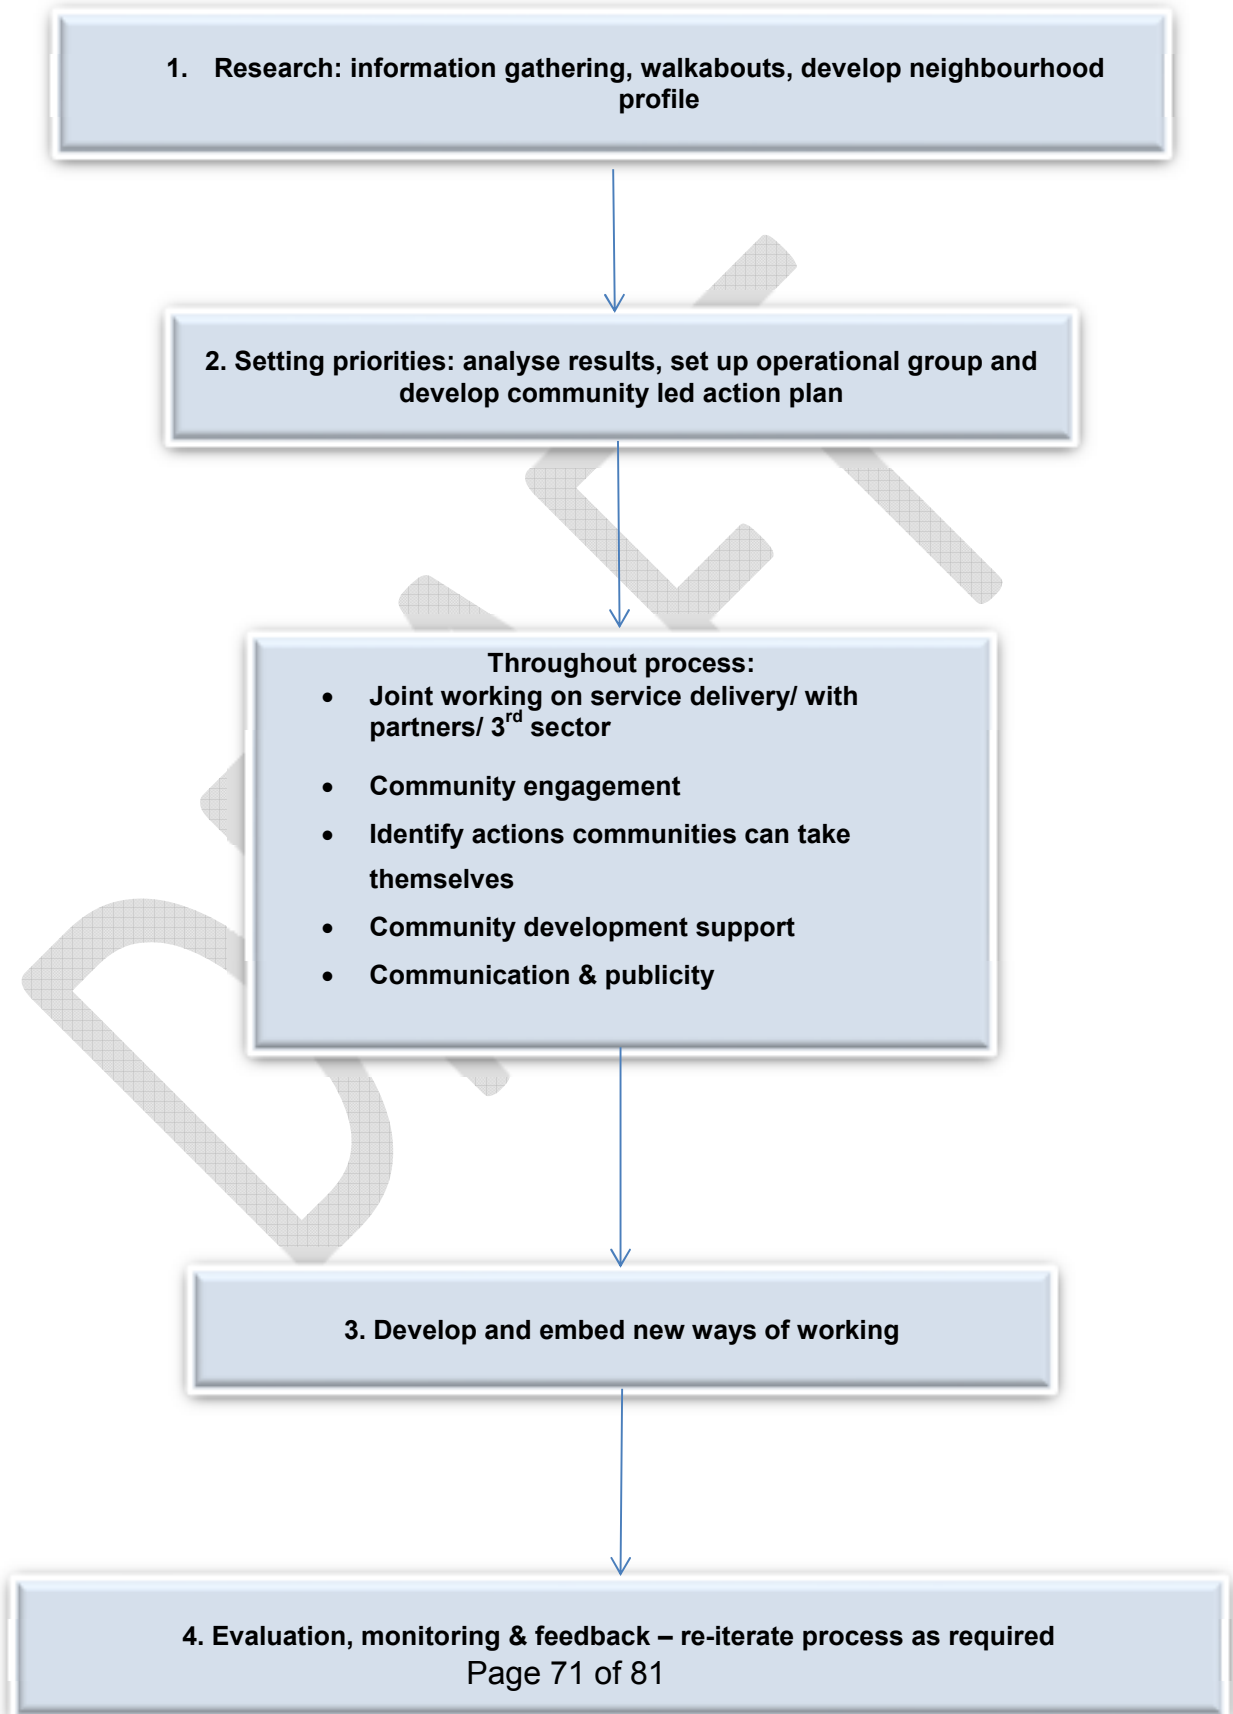 1. Research: information gathering, walkabouts, develop neighbourhood
profile
2. Setting priorities: analyse results, set up operational group and
develop community led action plan
Throughout process:
• Joint working on service delivery/ with
partners/ 3rd sector
• Community engagement
• Identify actions communities can take
themselves
• Community development support
• Communication & publicity
3. Develop and embed new ways of working
4. Evaluation, monitoring & feedback – re-iterate process as required
Page 71 of 81
DRAFT